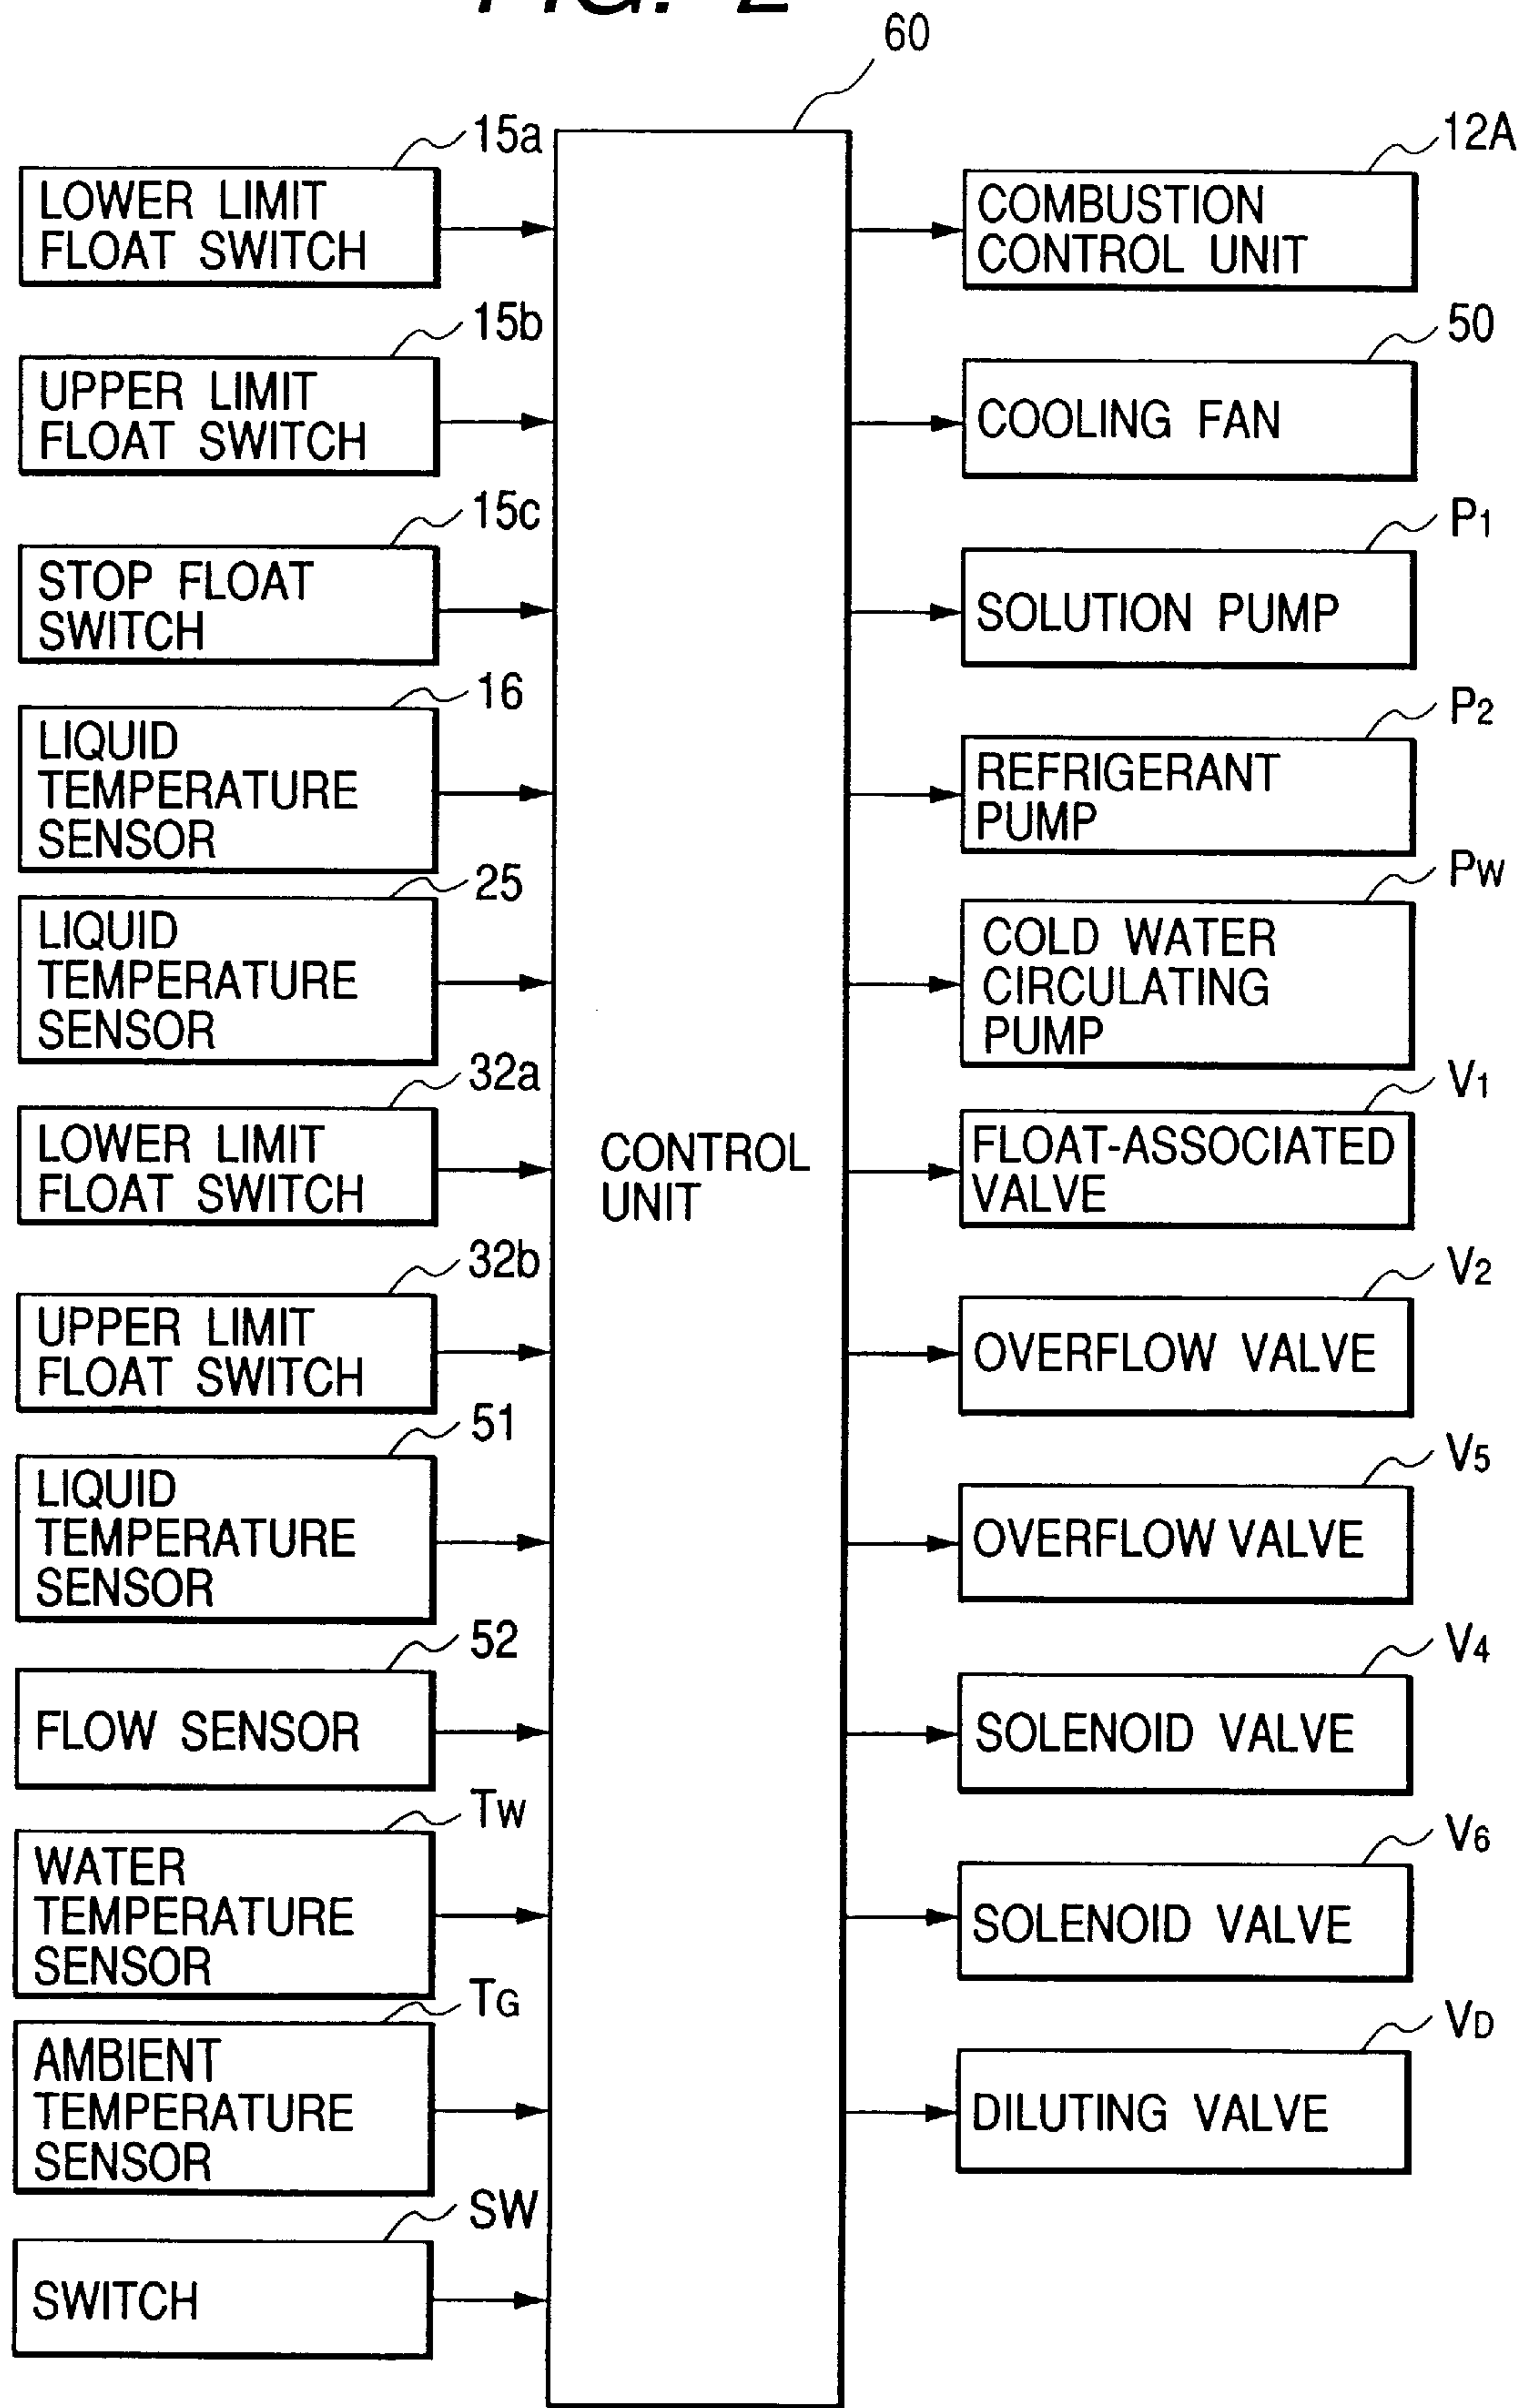 FIG. 2
60
15a
LOWER LIMIT
FLOAT SWITCH
15b
UPPER LIMIT
FLOAT SWITCH
15c
STOP FLOAT
SWITCH
16
LIQUID
TEMPERATURE
SENSOR
25
LIQUID
TEMPERATURE
SENSOR
32a
LOWER LIMIT
FLOAT SWITCH
32b
UPPER LIMIT
FLOAT SWITCH
51
LIQUID
TEMPERATURE
SENSOR
52
FLOW SENSOR
TW
WATER
TEMPERATURE
SENSOR
TG
AMBIENT
TEMPERATURE
SENSOR
SW
SWITCH
CONTROL
UNIT
12A
COMBUSTION
CONTROL UNIT
50
COOLING FAN
P1
SOLUTION PUMP
P2
REFRIGERANT
PUMP
PW
COLD WATER
CIRCULATING
PUMP
V1
FLOAT-ASSOCIATED
VALVE
V2
OVERFLOW VALVE
V5
OVERFLOW VALVE
V4
SOLENOID VALVE
V6
SOLENOID VALVE
VD
DILUTING VALVE